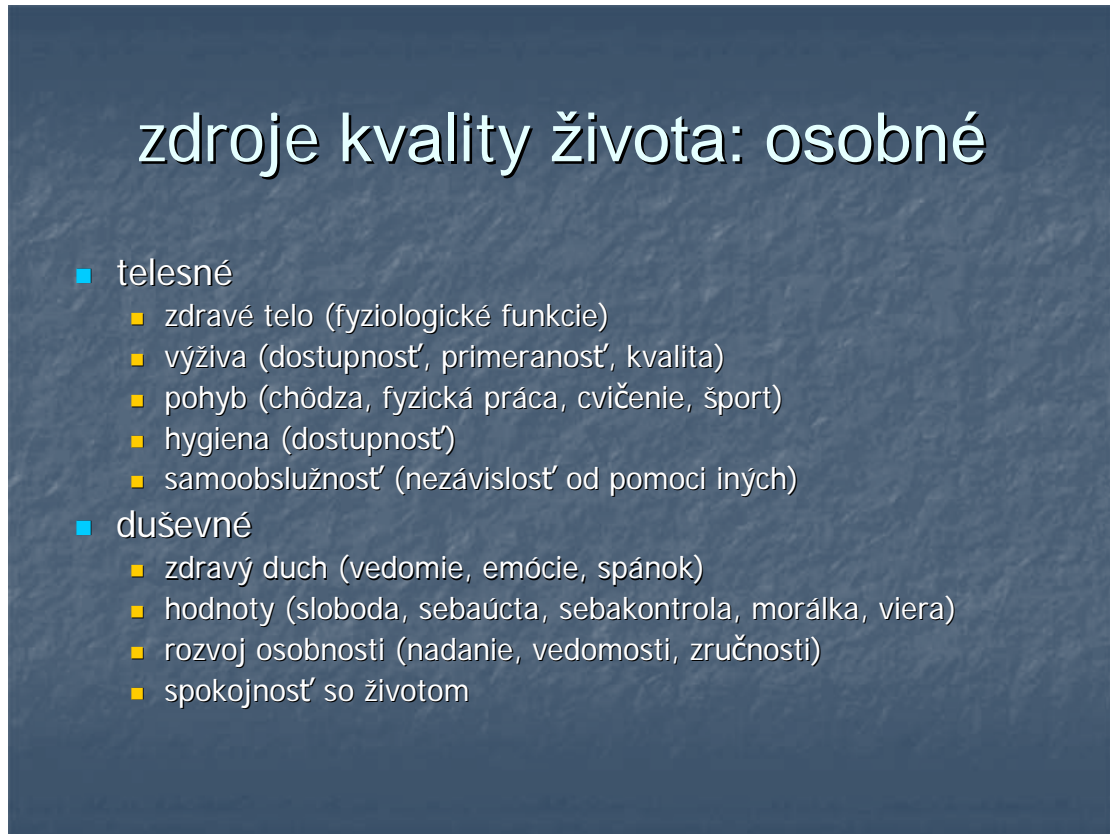 zdroje kvality života: osobné
telesné
zdravé telo (fyziologické funkcie)
výživa (dostupnosť, primeranosť, kvalita)
pohyb (chôdza, fyzická práca, cvičenie, šport)
hygiena (dostupnosť)
samoobslužnosť (nezávislosť od pomoci iných)
duševné
zdravý duch (vedomie, emócie, spánok)
hodnoty (sloboda, sebaúcta, sebakontrola, morálka, viera)
rozvoj osobnosti (nadanie, vedomosti, zručnosti)
spokojnosť so životom